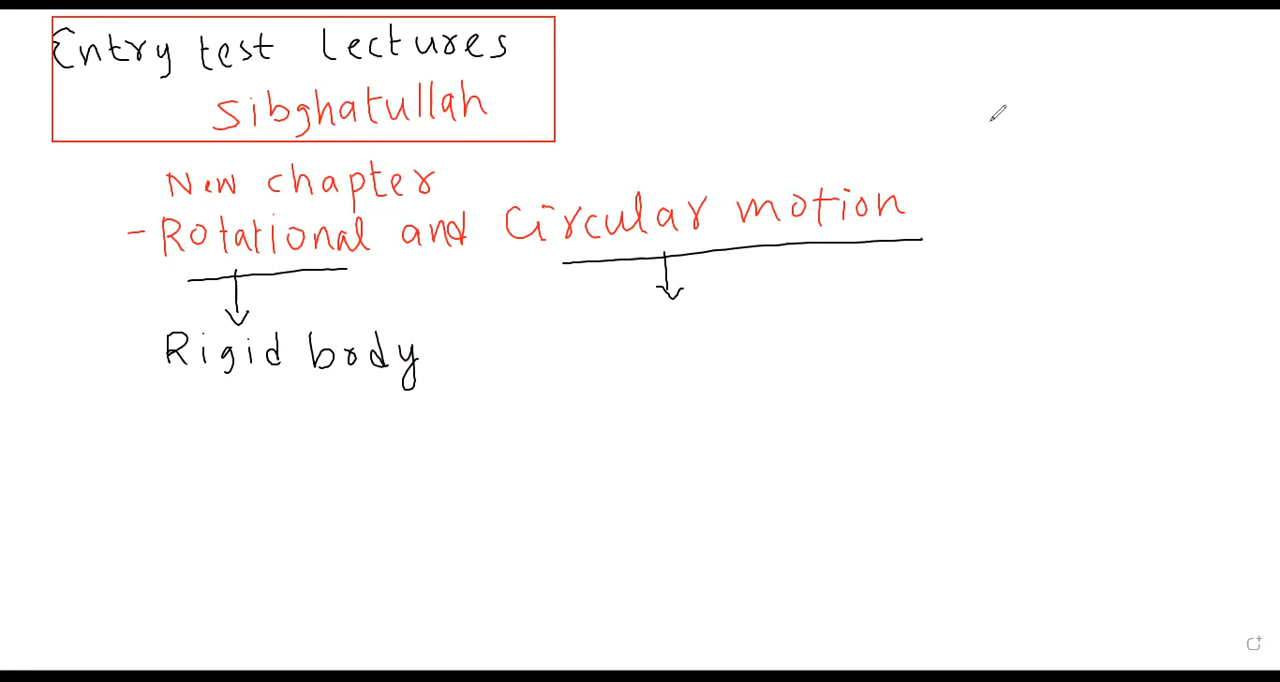 Entry test Lectures
Sibghatullah
New chapter
- Rotational and Circular motion
Rigid body